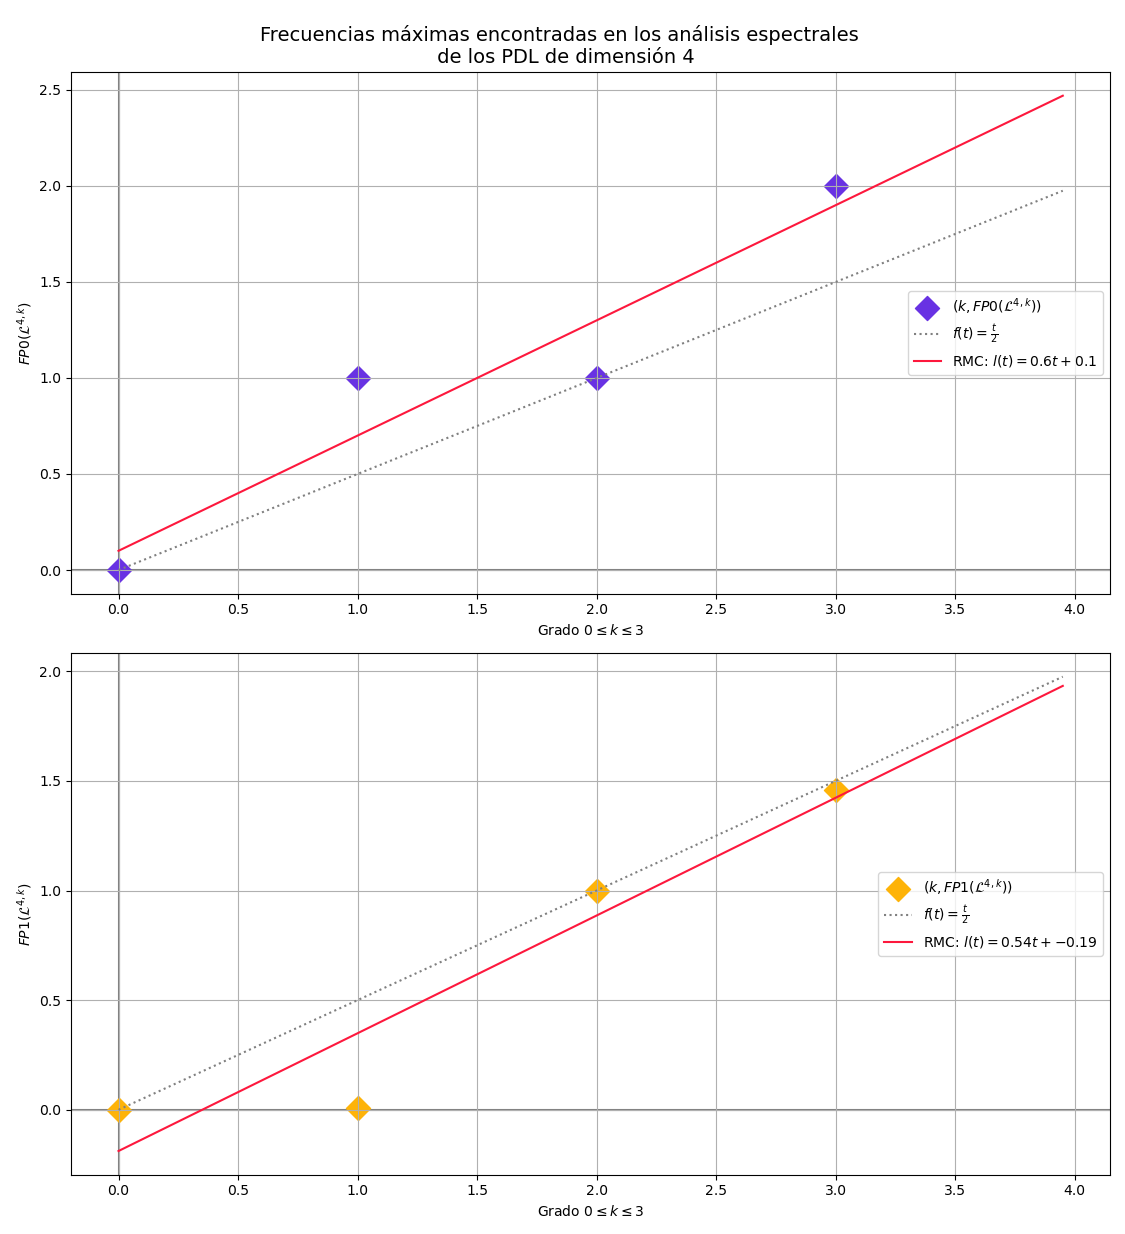 Frecuencias máximas encontradas en los análisis espectrales
de los PDL de dimensión 4
2.5
2.0
1.5
1.0
0.5
0.0
FP0(ℒ⁴,ᵏ)
(k, FP0(ℒ⁴,ᵏ))
f(t) = t/2
RMC: l(t) = 0.6t + 0.1
0.0 0.5 1.0 1.5 2.0 2.5 3.0 3.5 4.0
Grado 0 ≤ k ≤ 3
2.0
1.5
1.0
0.5
0.0
FP1(ℒ⁴,ᵏ)
(k, FP1(ℒ⁴,ᵏ))
f(t) = t/2
RMC: l(t) = 0.54t + −0.19
0.0 0.5 1.0 1.5 2.0 2.5 3.0 3.5 4.0
Grado 0 ≤ k ≤ 3